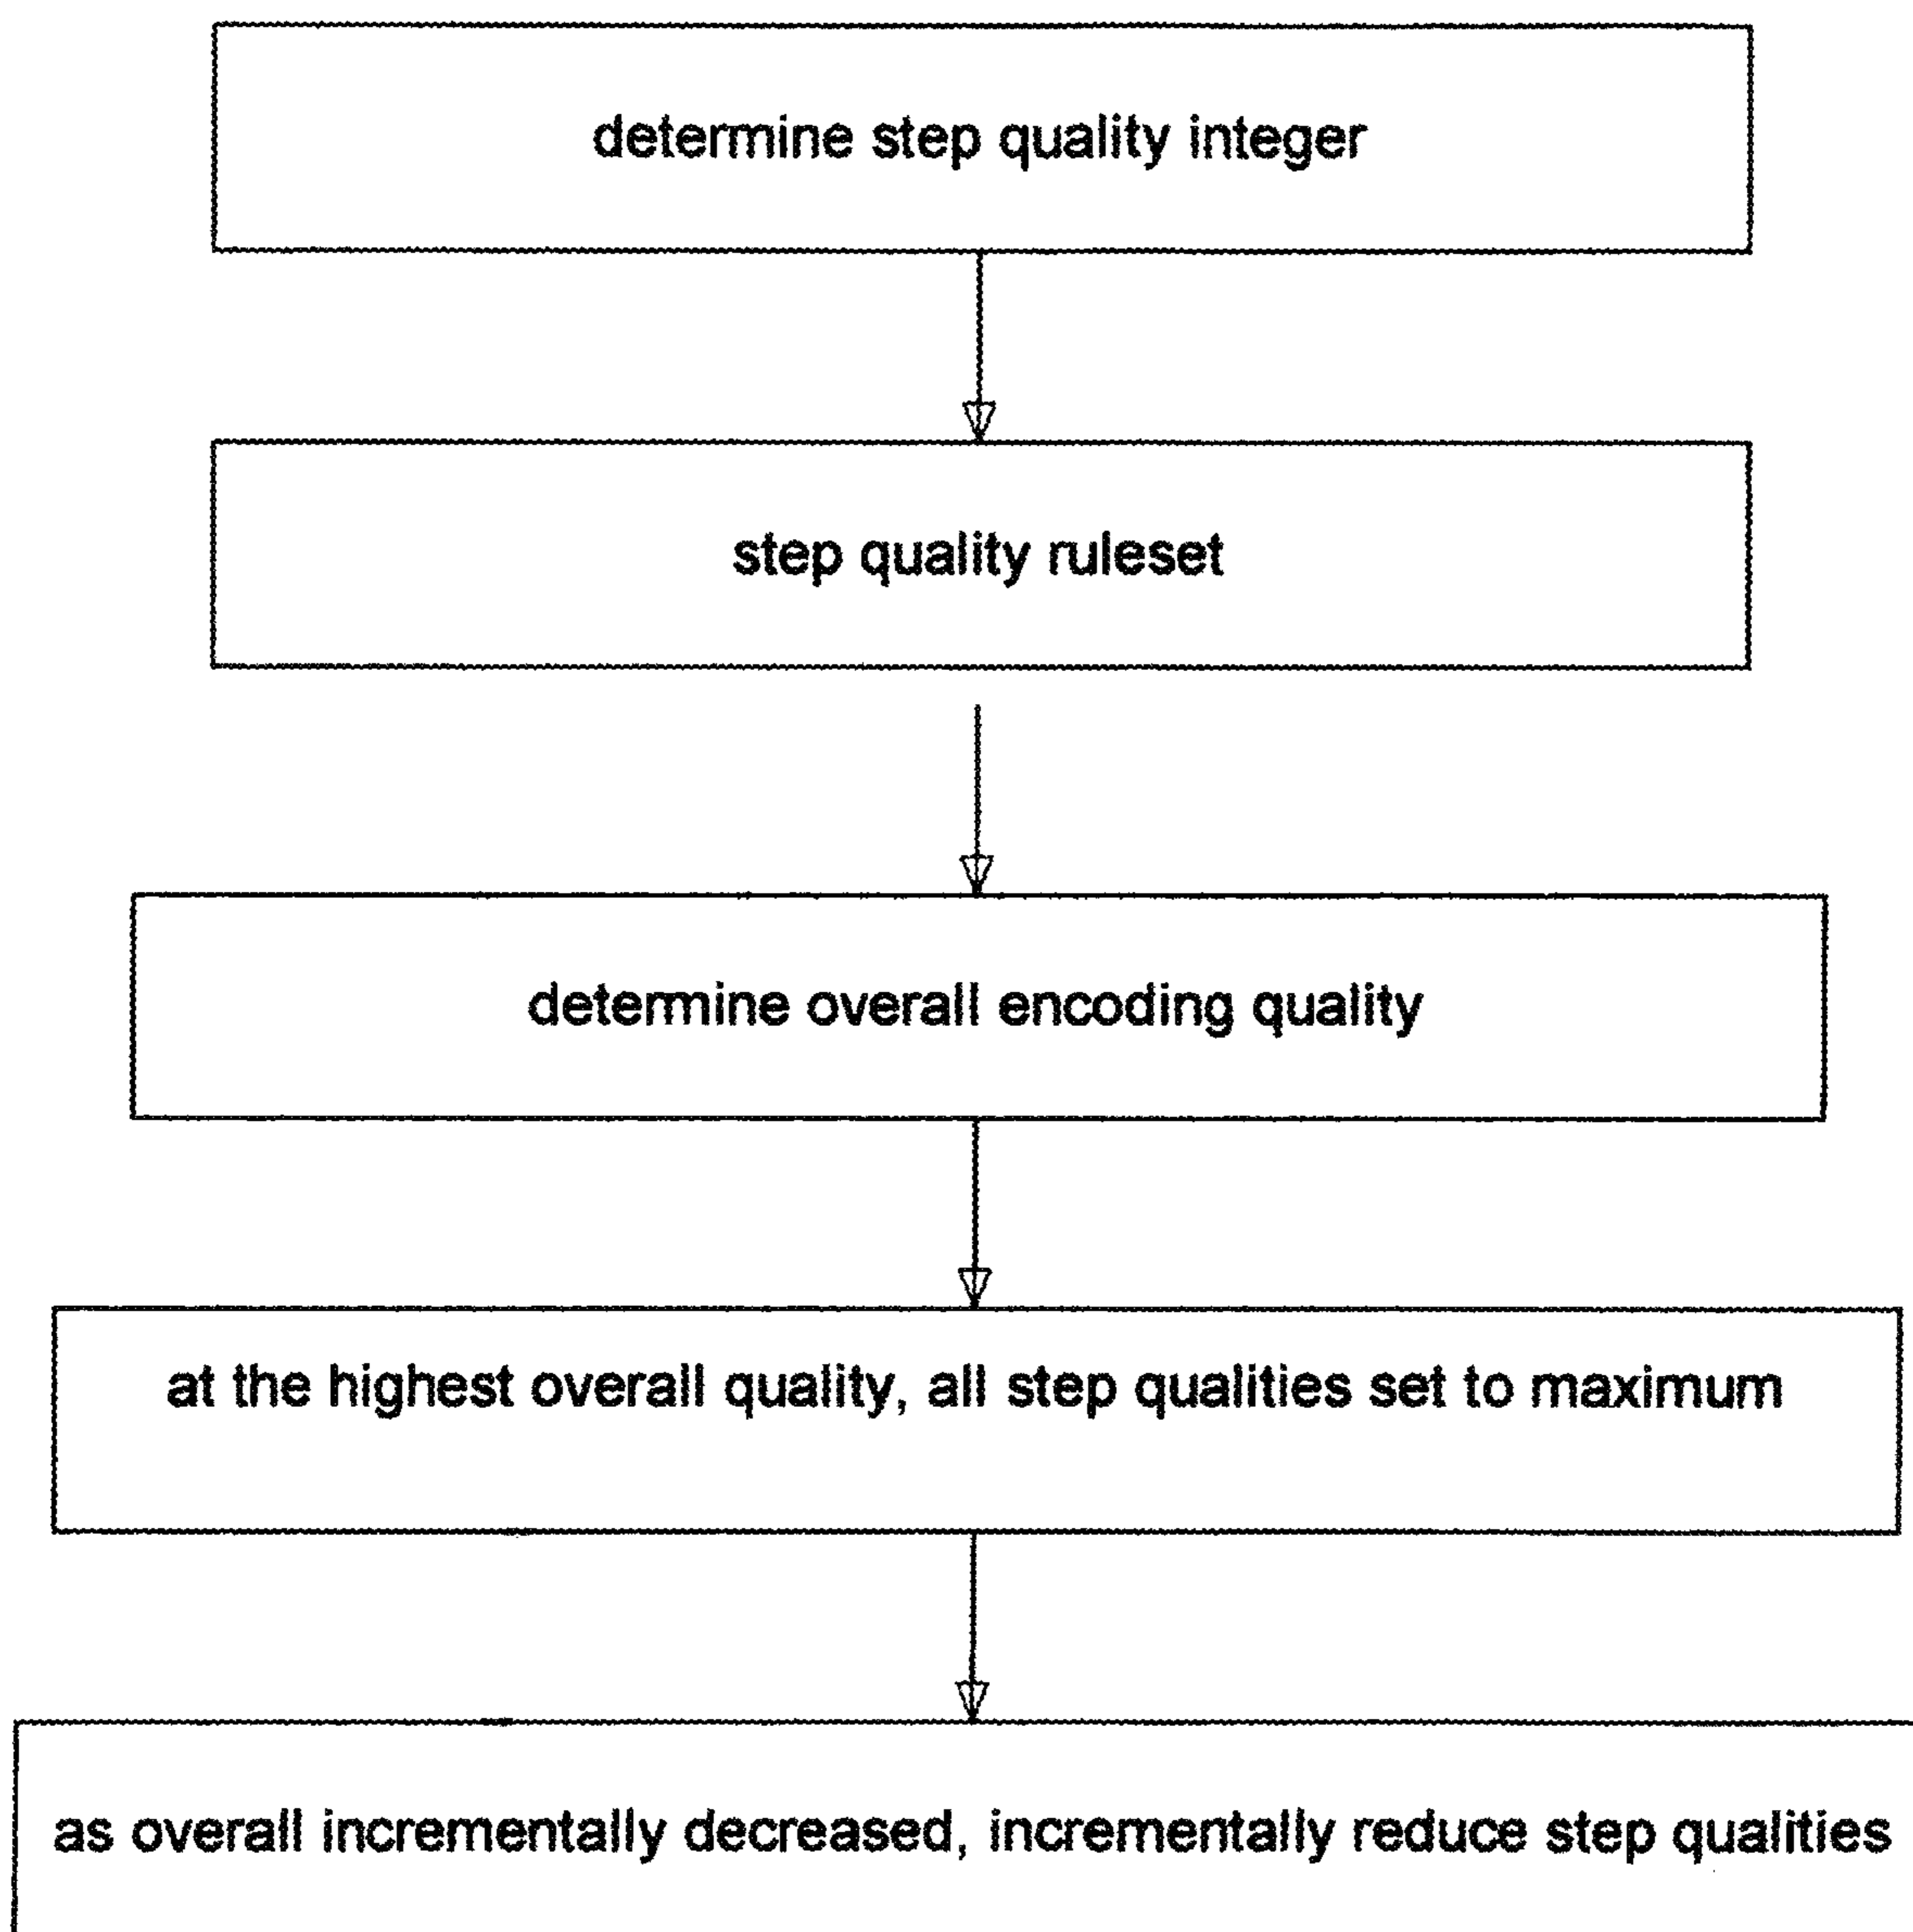 determine step quality integer
step quality ruleset
determine overall encoding quality
at the highest overall quality, all step qualities set to maximum
as overall incrementally decreased, incrementally reduce step qualities